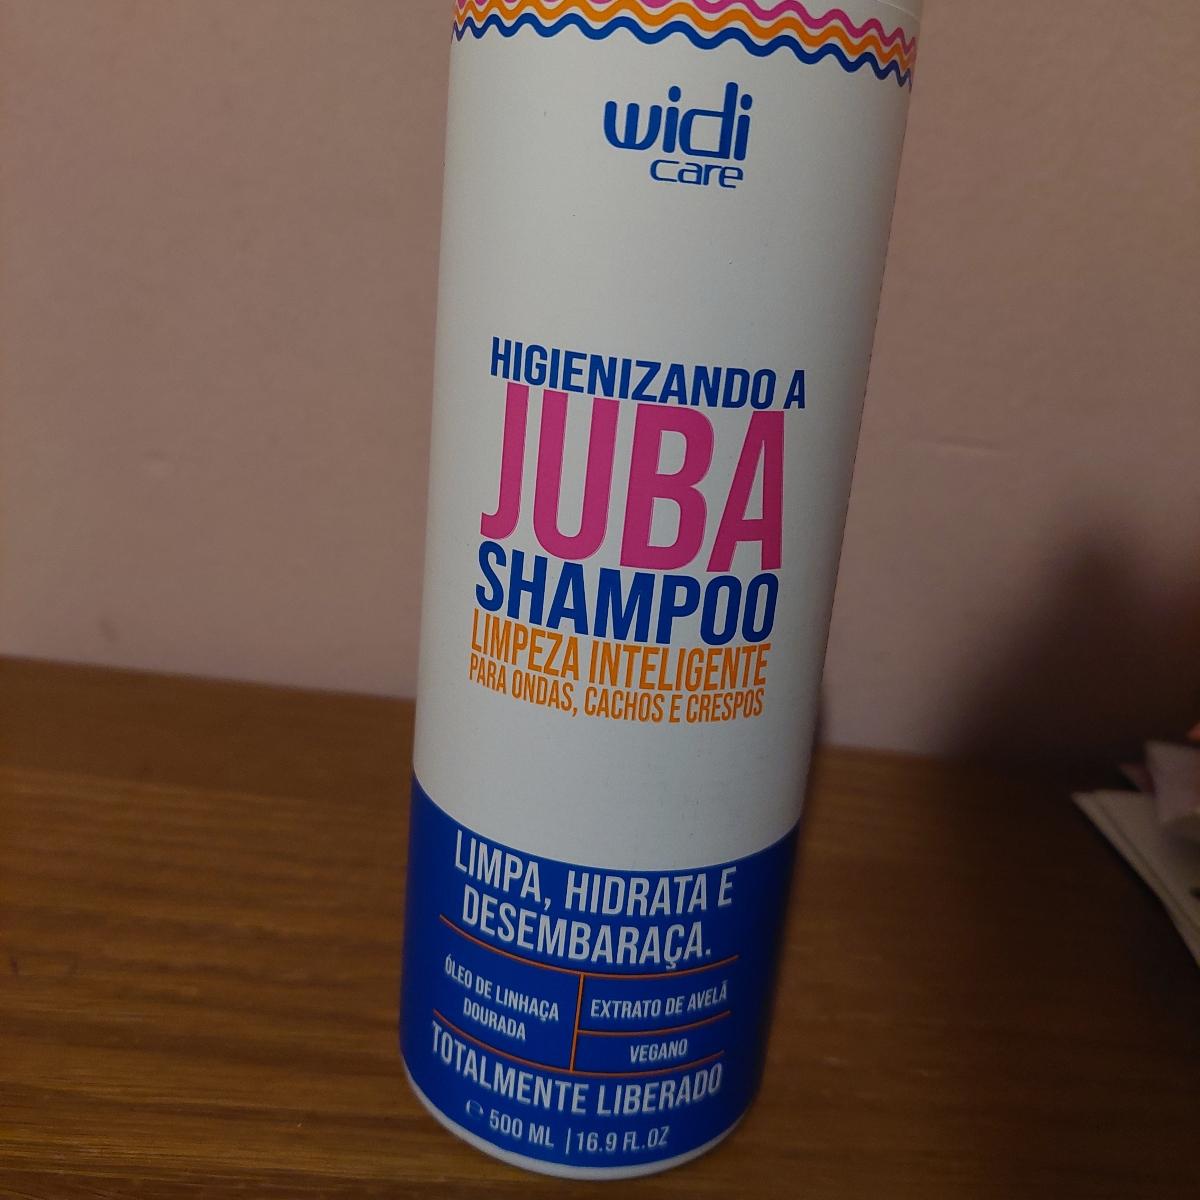 widi
care
HIGIENIZANDO A
JUBA
SHAMPOO
LIMPEZA INTELIGENTE
PARA ONDAS, CACHOS E CRESPOS
LIMPA, HIDRATA E
DESEMBARAÇA.
ÓLEO DE LINHAÇA
DOURADA
EXTRATO DE AVELÃ
VEGANO
TOTALMENTE LIBERADO
℮ 500 ML | 16.9 FL.OZ